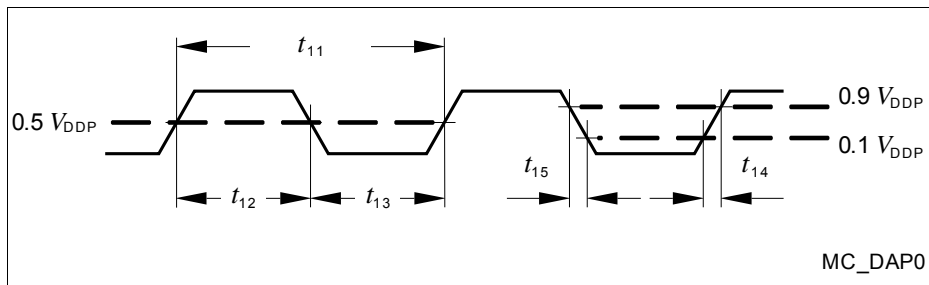 t11
0.9 VDDP
0.5 VDDP
0.1 VDDP
t15
t14
t12
t13
MC_DAP0